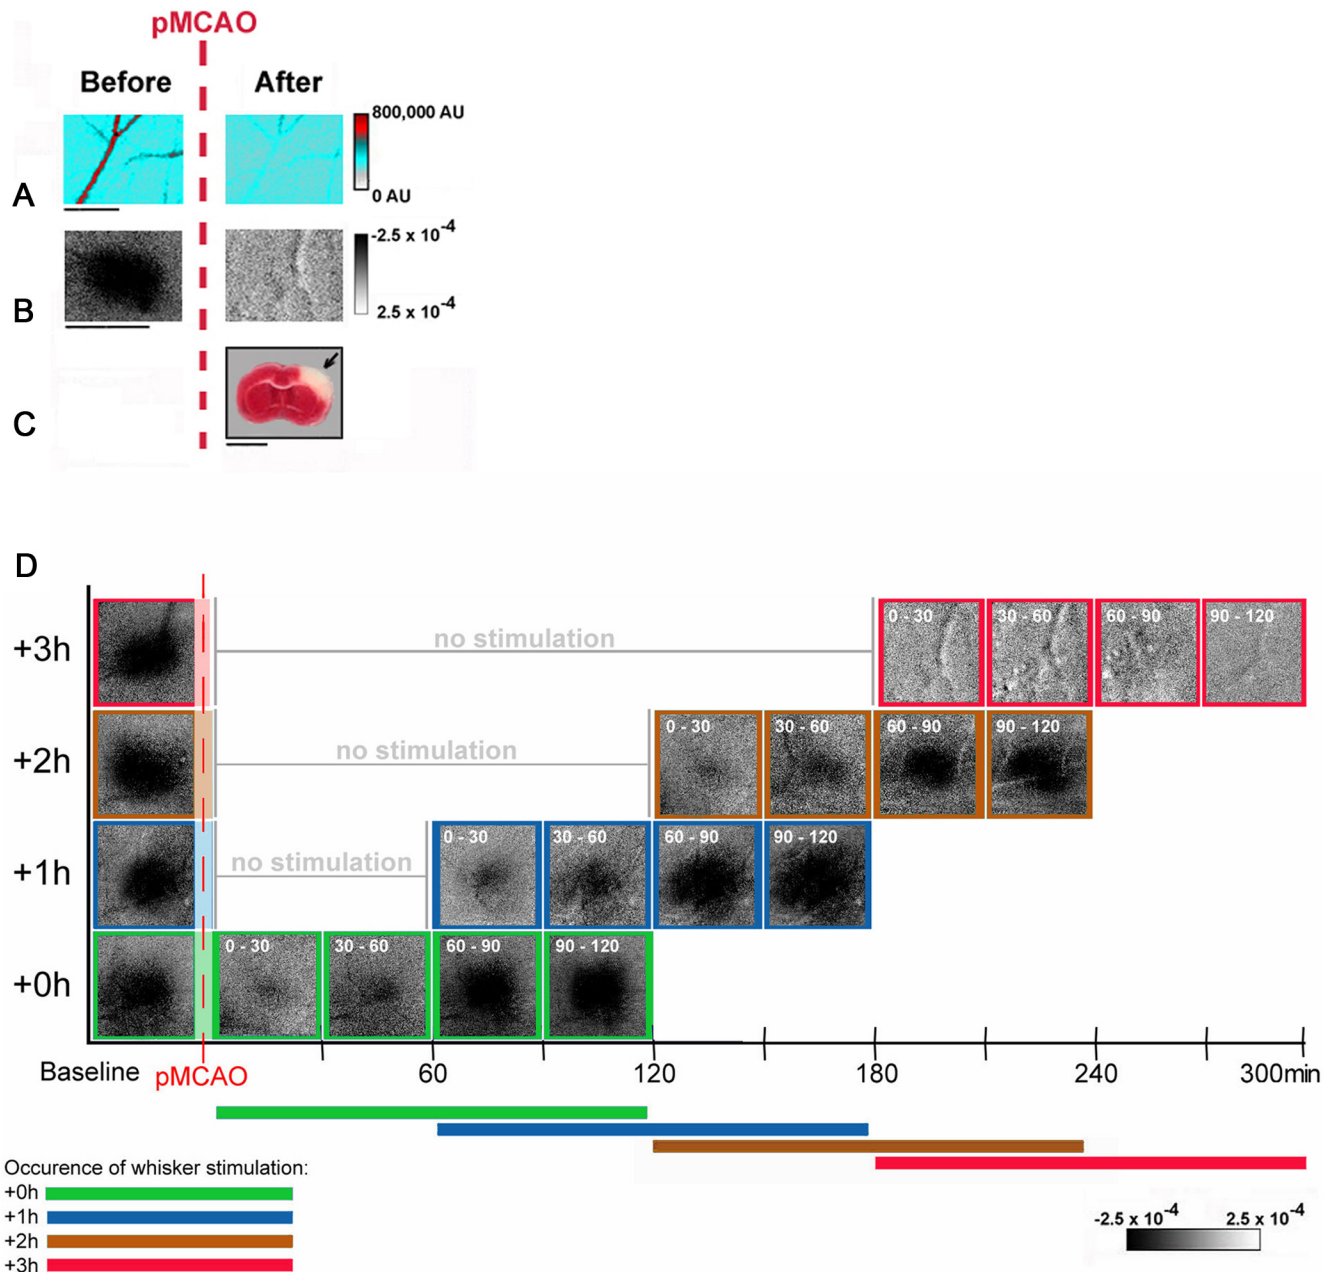 pMCAO
Before After
800,000 AU
0 AU
A
-2.5 x 10-4
2.5 x 10-4
B
C
D
+3h
no stimulation
0 - 30 30 - 60 60 - 90 90 - 120
+2h
no stimulation
0 - 30 30 - 60 60 - 90 90 - 120
+1h
no stimulation
0 - 30 30 - 60 60 - 90 90 - 120
+0h
0 - 30 30 - 60 60 - 90 90 - 120
Baseline pMCAO 60 120 180 240 300min
Occurence of whisker stimulation:
+0h
+1h
+2h
+3h
-2.5 x 10-4 2.5 x 10-4